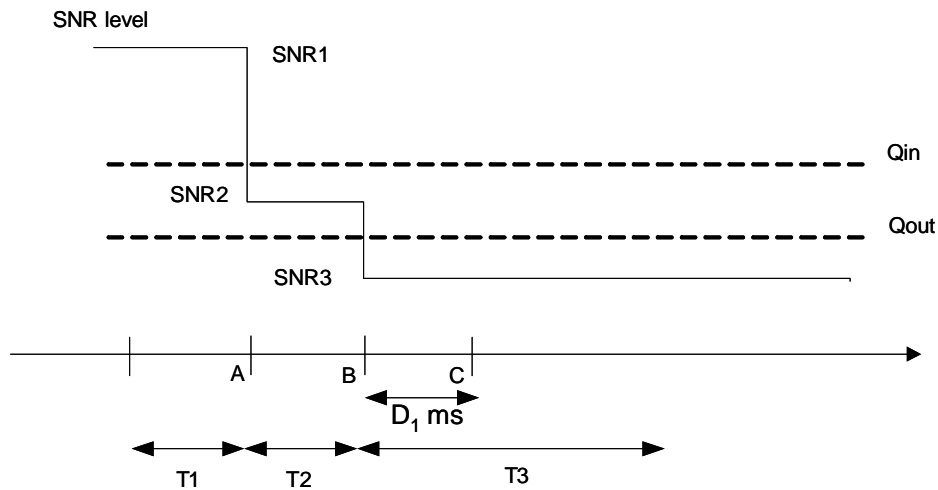 SNR level
SNR1
Qin
SNR2
Qout
SNR3
A B C
D₁ ms
T1 T2 T3